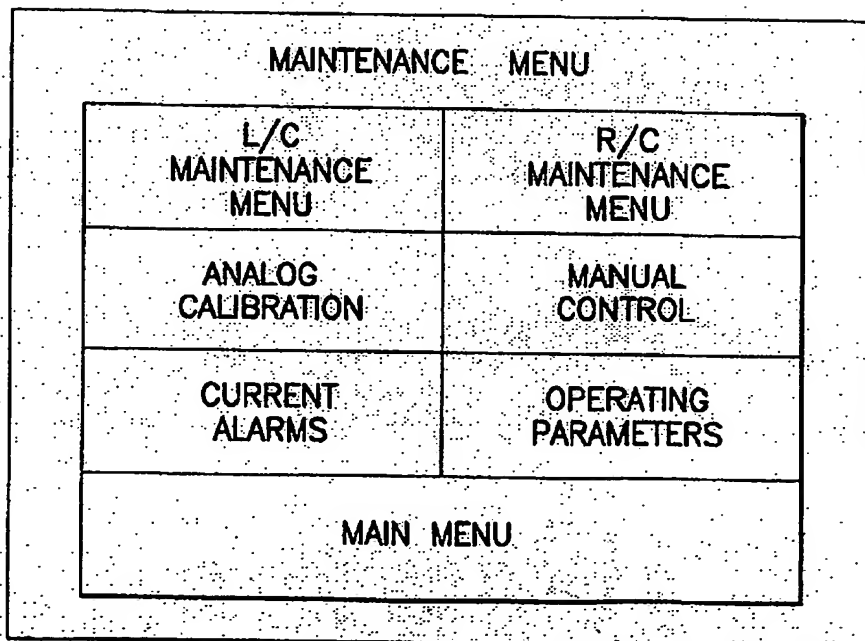 MAINTENANCE MENU
L/C
MAINTENANCE
MENU
R/C
MAINTENANCE
MENU
ANALOG
CALIBRATION
MANUAL
CONTROL
CURRENT
ALARMS
OPERATING
PARAMETERS
MAIN MENU